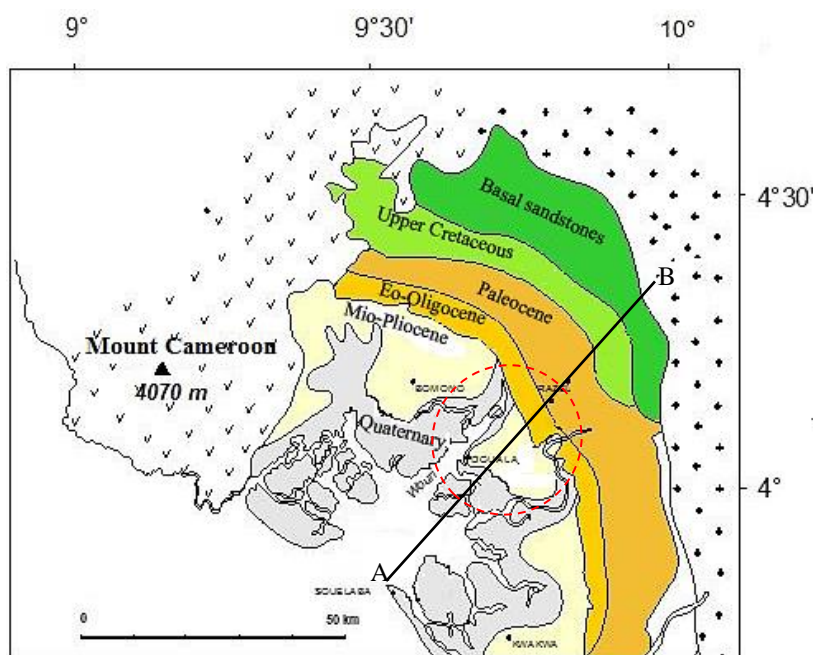 9°
9°30'
10°
4°30'
Basal sandstones
Upper Cretaceous
B
Paleocene
Eo-Oligocene
Mio-Pliocene
Mount Cameroon
4070 m
Quaternary
4°
A
SOUELABA
0
50 km
KWAKWA